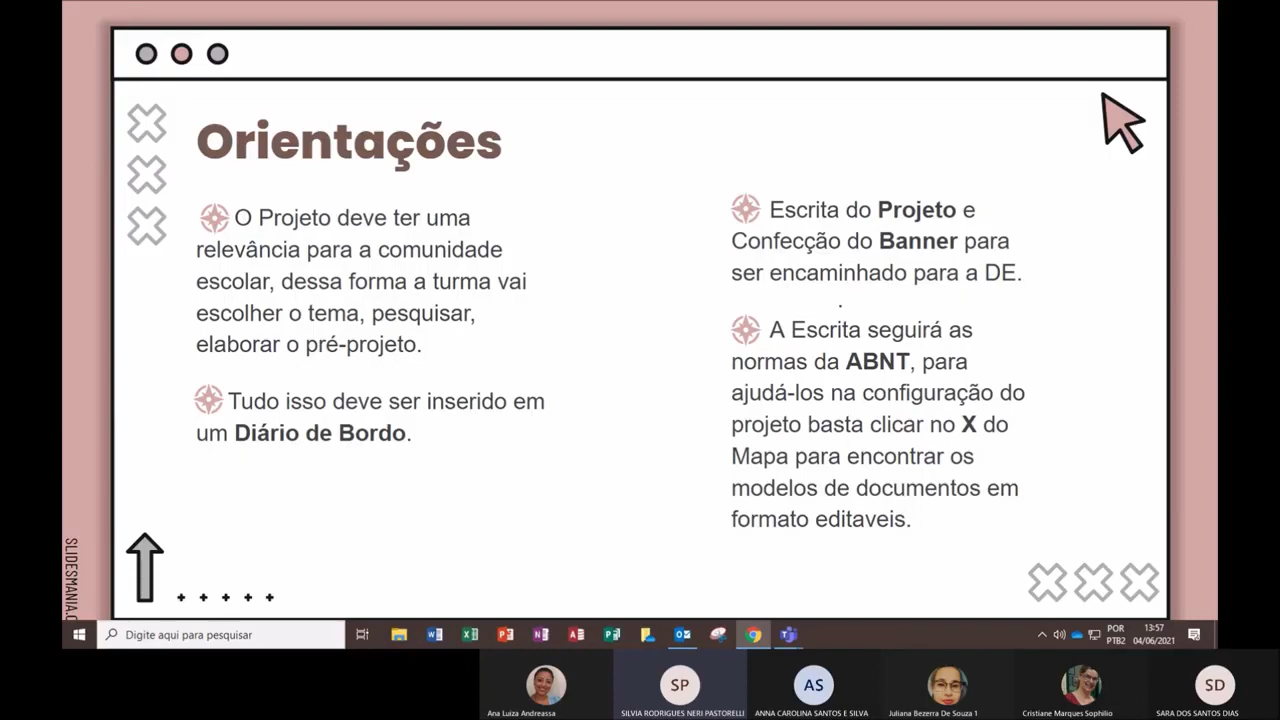 Orientações
O Projeto deve ter uma
relevância para a comunidade
escolar, dessa forma a turma vai
escolher o tema, pesquisar,
elaborar o pré-projeto.
Tudo isso deve ser inserido em
um Diário de Bordo.
Escrita do Projeto e
Confecção do Banner para
ser encaminhado para a DE.
.
A Escrita seguirá as
normas da ABNT, para
ajudá-los na configuração do
projeto basta clicar no X do
Mapa para encontrar os
modelos de documentos em
formato editaveis.
Digite aqui para pesquisar
POR
PTB2
13:57
04/06/2021
SP
AS
SD
Ana Luiza Andreassa
SILVIA RODRIGUES NERI PASTORELLI
ANNA CAROLINA SANTOS E SILVA
Juliana Bezerra De Souza 1
Cristiane Marques Sophilio
SARA DOS SANTOS DIAS